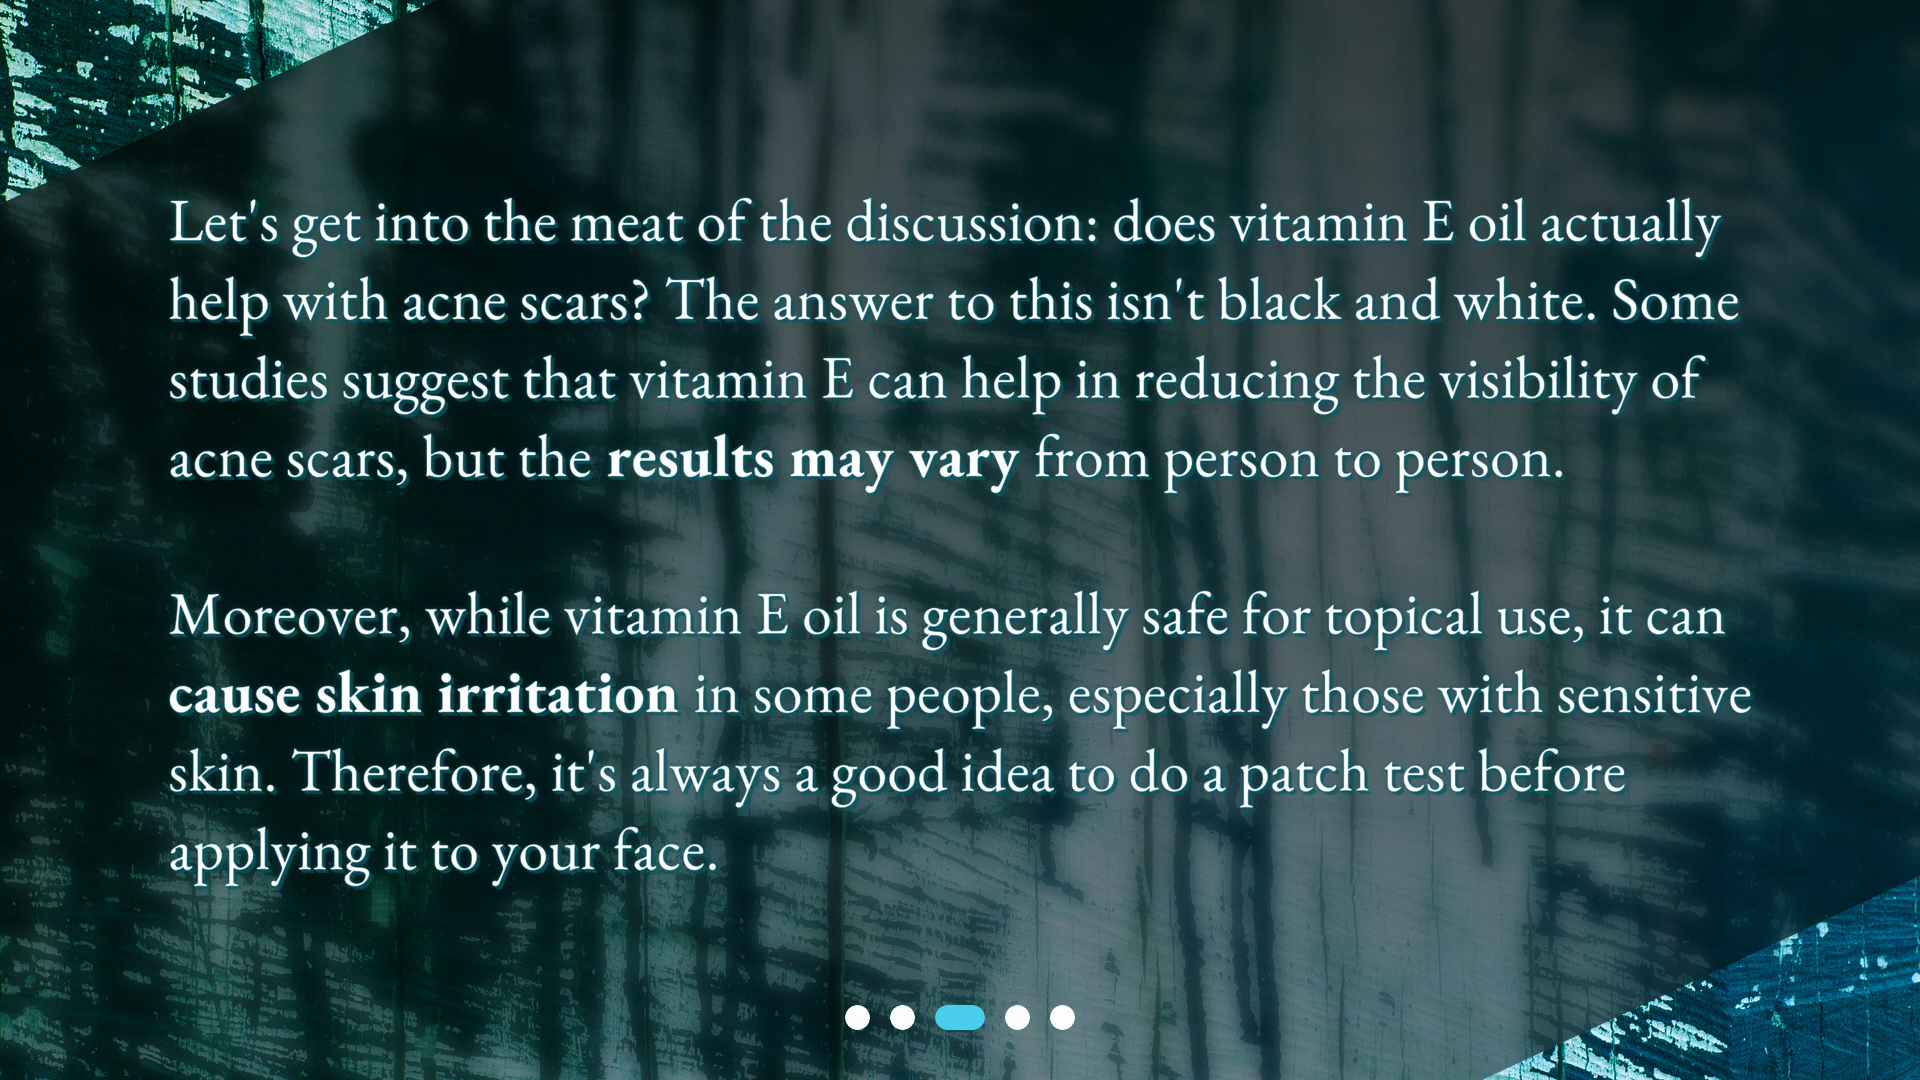 Let's get into the meat of the discussion: does vitamin E oil actually
help with acne scars? The answer to this isn't black and white. Some
studies suggest that vitamin E can help in reducing the visibility of
acne scars, but the results may vary from person to person.
Moreover, while vitamin E oil is generally safe for topical use, it can
cause skin irritation in some people, especially those with sensitive
skin. Therefore, it's always a good idea to do a patch test before
applying it to your face.